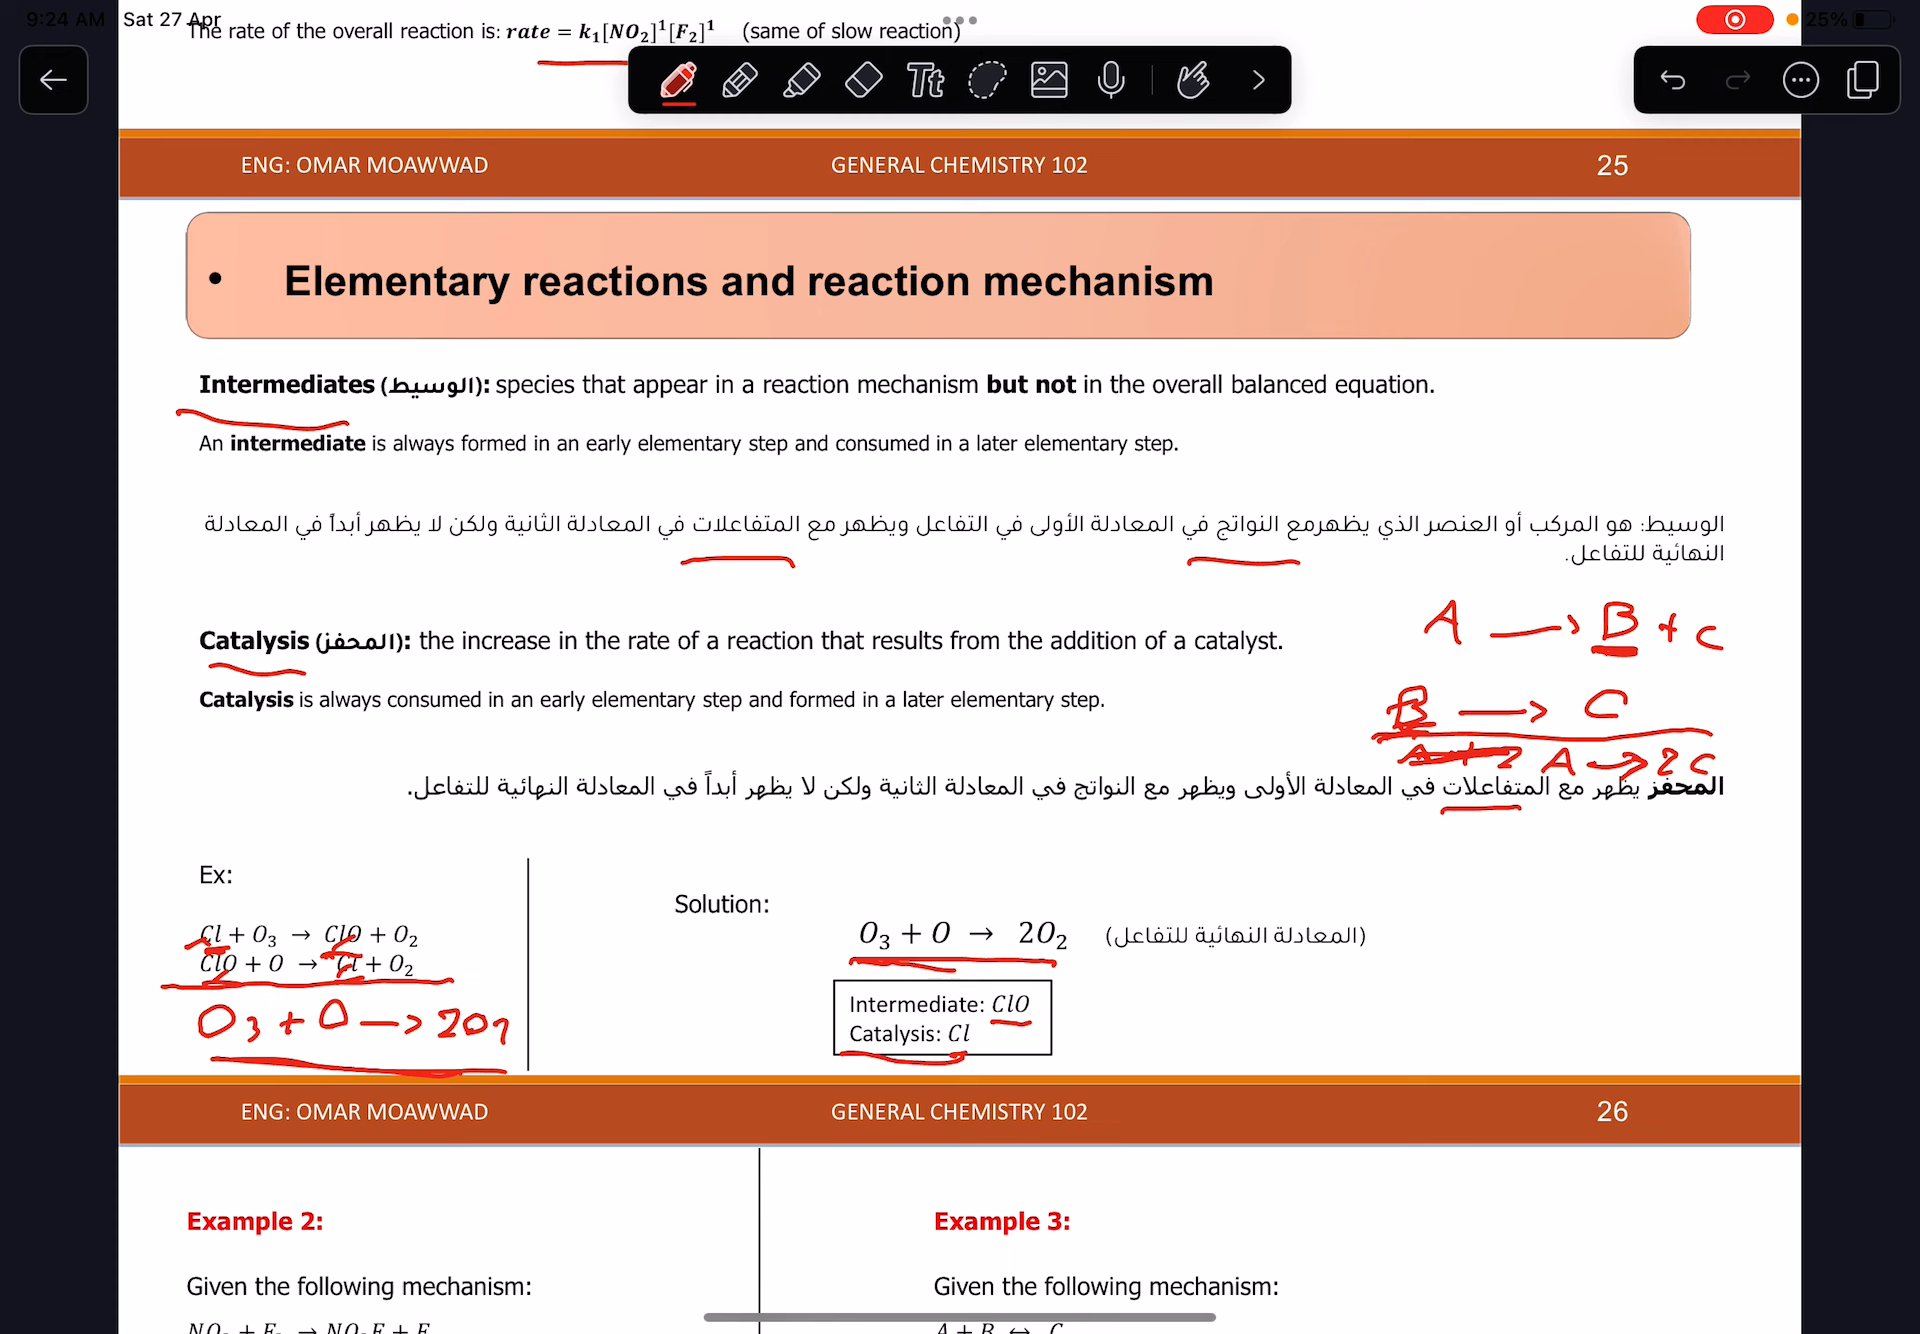 9:24 AM Sat 27 Apr
25%
The rate of the overall reaction is: rate = k₁[NO₂]¹[F₂]¹ (same of slow reaction)
Tt
ENG: OMAR MOAWWAD GENERAL CHEMISTRY 102 25
• Elementary reactions and reaction mechanism
Intermediates (الوسيط): species that appear in a reaction mechanism but not in the overall balanced equation.
An intermediate is always formed in an early elementary step and consumed in a later elementary step.
الوسيط: هو المركب أو العنصر الذي يظهرمع النواتج في المعادلة الأولى في التفاعل ويظهر مع المتفاعلات في المعادلة الثانية ولكن لا يظهر أبداً في المعادلة
النهائية للتفاعل.
A → B + C
Catalysis (المحفز): the increase in the rate of a reaction that results from the addition of a catalyst.
Catalysis is always consumed in an early elementary step and formed in a later elementary step.
B → C
A → 2C
المحفز يظهر مع المتفاعلات في المعادلة الأولى ويظهر مع النواتج في المعادلة الثانية ولكن لا يظهر أبداً في المعادلة النهائية للتفاعل.
Ex:
Cl + O₃ → ClO + O₂
ClO + O → Cl + O₂
O₃ + O → 2O₂
Solution:
O₃ + O → 2O₂ (المعادلة النهائية للتفاعل)
Intermediate: ClO
Catalysis: Cl
ENG: OMAR MOAWWAD GENERAL CHEMISTRY 102 26
Example 2:
Given the following mechanism:
NO₂ + F₂ → NO₂F + F
Example 3:
Given the following mechanism:
A + B ↔ C